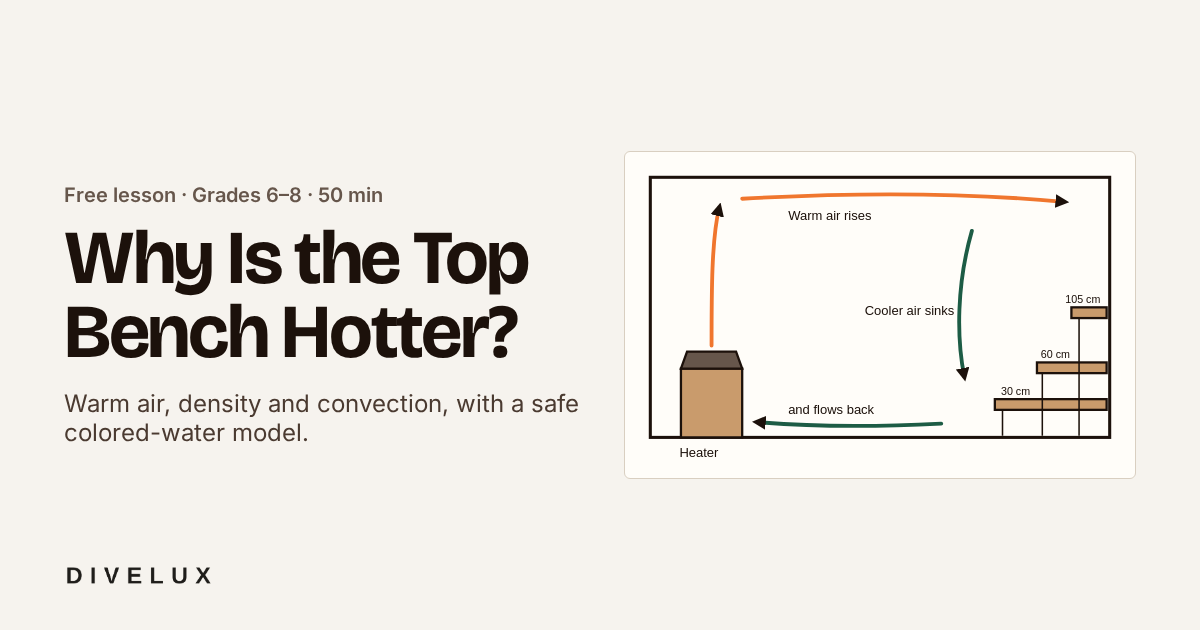 Free lesson · Grades 6–8 · 50 min
Why Is the Top
Bench Hotter?
Warm air, density and convection, with a safe
colored-water model.
DIVELUX
Warm air rises
Cooler air sinks
105 cm
60 cm
30 cm
and flows back
Heater